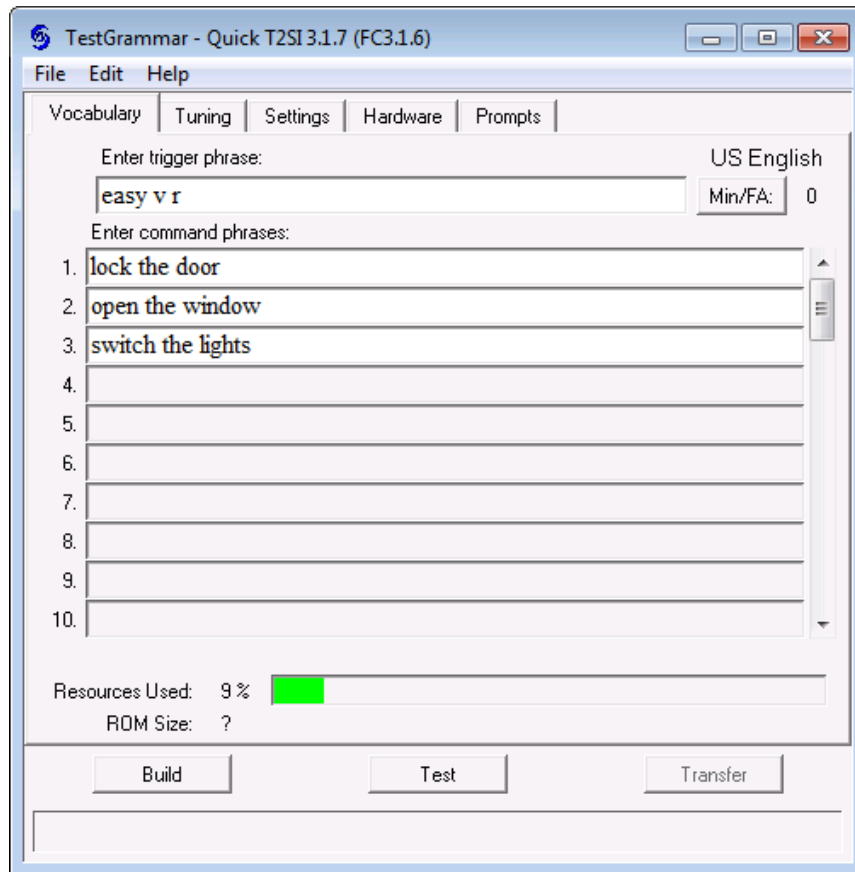 TestGrammar - Quick T2SI 3.1.7 (FC3.1.6)
File Edit Help
Vocabulary Tuning Settings Hardware Prompts
Enter trigger phrase: US English
easy v r Min/FA: 0
Enter command phrases:
1. lock the door
2. open the window
3. switch the lights
4.
5.
6.
7.
8.
9.
10.
Resources Used: 9 %
ROM Size: ?
Build Test Transfer